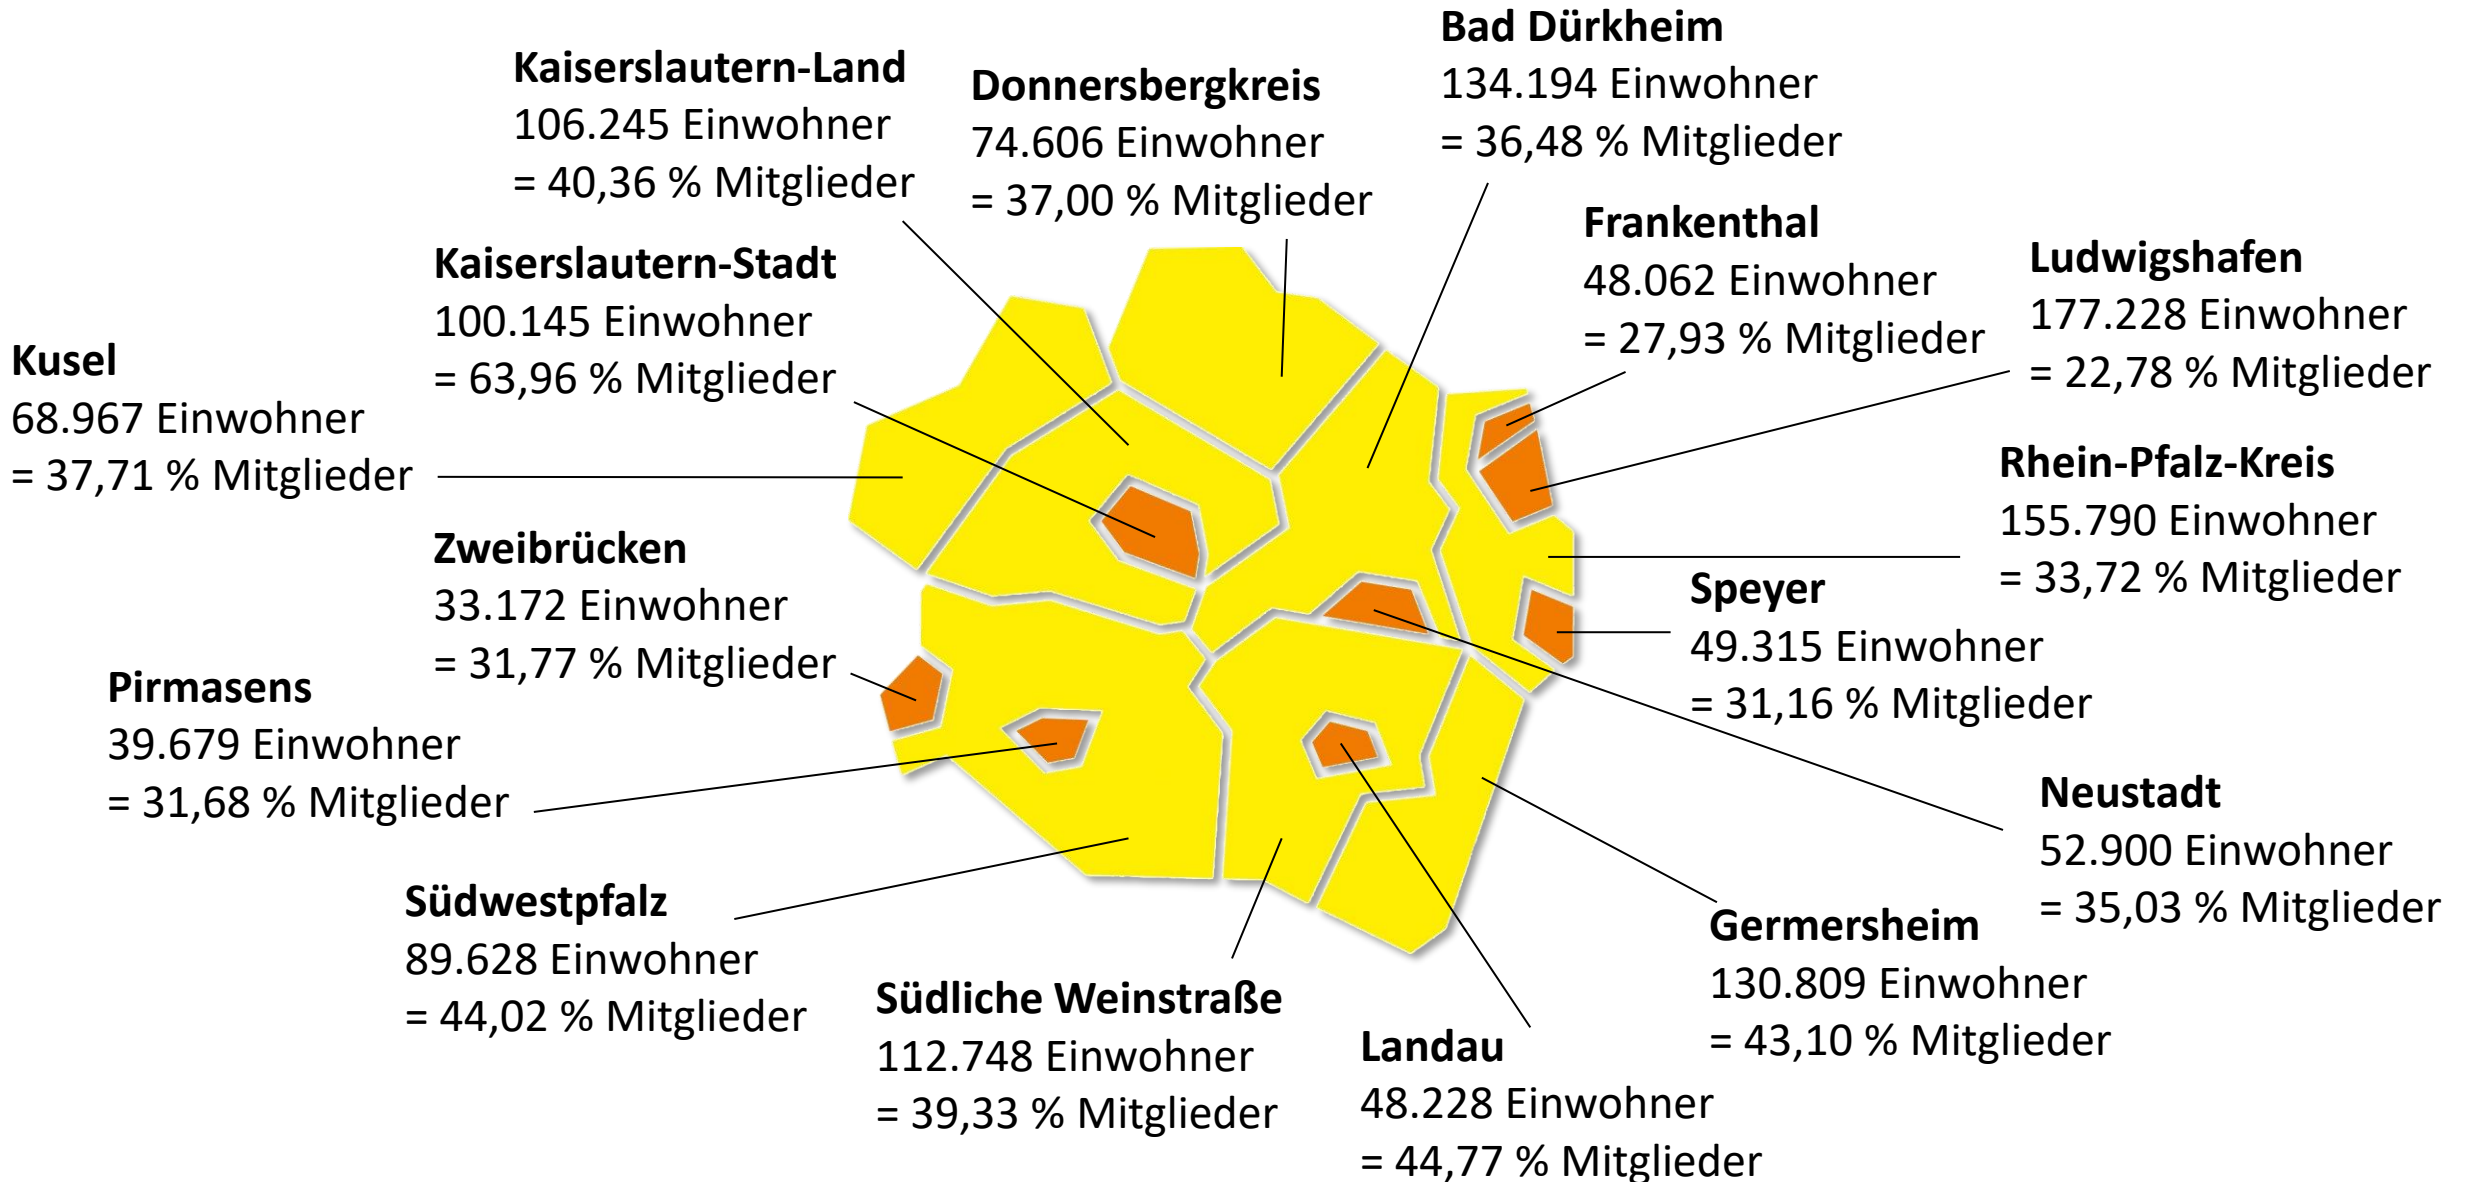 Bad Dürkheim
134.194 Einwohner
= 36,48 % Mitglieder
Kaiserslautern-Land
106.245 Einwohner
= 40,36 % Mitglieder
Donnersbergkreis
74.606 Einwohner
= 37,00 % Mitglieder
Frankenthal
48.062 Einwohner
= 27,93 % Mitglieder
Ludwigshafen
177.228 Einwohner
= 22,78 % Mitglieder
Kaiserslautern-Stadt
100.145 Einwohner
= 63,96 % Mitglieder
Kusel
68.967 Einwohner
= 37,71 % Mitglieder
Rhein-Pfalz-Kreis
155.790 Einwohner
= 33,72 % Mitglieder
Zweibrücken
33.172 Einwohner
= 31,77 % Mitglieder
Speyer
49.315 Einwohner
= 31,16 % Mitglieder
Pirmasens
39.679 Einwohner
= 31,68 % Mitglieder
Neustadt
52.900 Einwohner
= 35,03 % Mitglieder
Südwestpfalz
89.628 Einwohner
= 44,02 % Mitglieder
Germersheim
130.809 Einwohner
= 43,10 % Mitglieder
Südliche Weinstraße
112.748 Einwohner
= 39,33 % Mitglieder
Landau
48.228 Einwohner
= 44,77 % Mitglieder